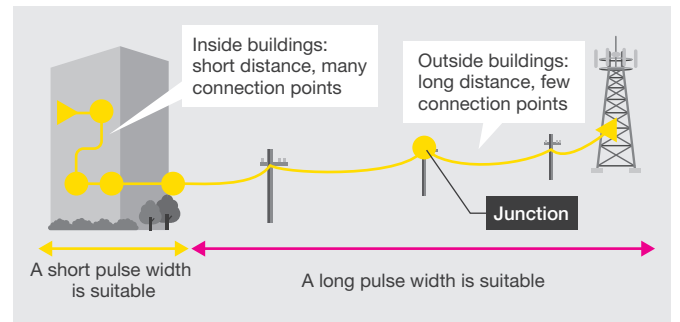 Inside buildings:
short distance, many
connection points
Outside buildings:
long distance, few
connection points
Junction
A short pulse width
is suitable
A long pulse width is suitable